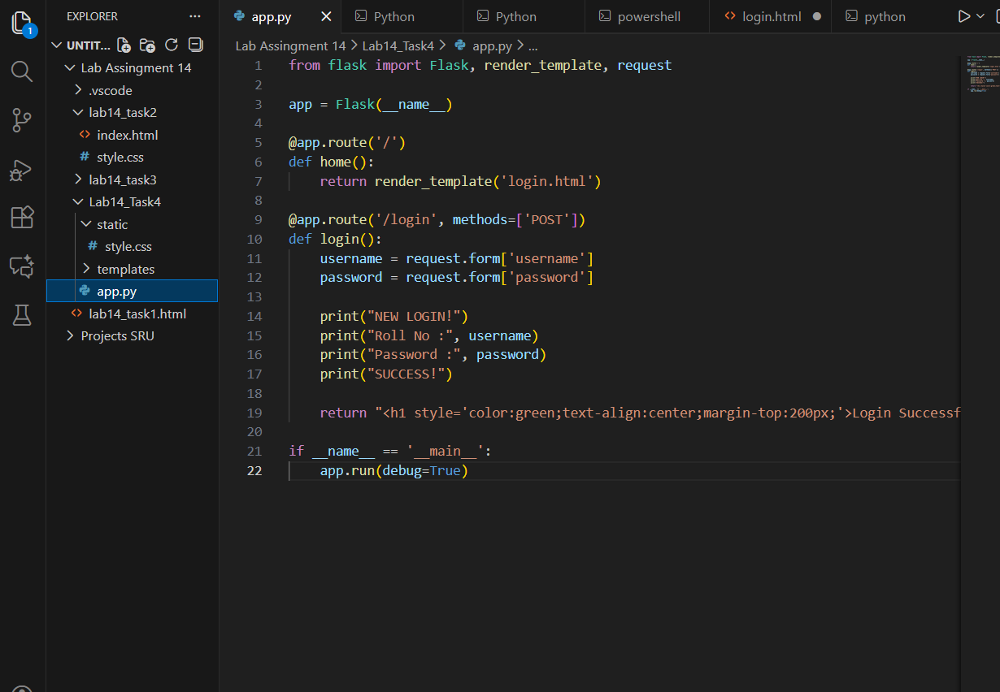 EXPLORER
1
UNTIT...
Lab Assingment 14
.vscode
lab14_task2
index.html
style.css
lab14_task3
Lab14_Task4
static
style.css
templates
app.py
lab14_task1.html
Projects SRU
app.py
Python
Python
powershell
login.html
python
Lab Assingment 14 > Lab14_Task4 > app.py > ...
1 from flask import Flask, render_template, request
2
3 app = Flask(__name__)
4
5 @app.route('/')
6 def home():
7     return render_template('login.html')
8
9 @app.route('/login', methods=['POST'])
10 def login():
11     username = request.form['username']
12     password = request.form['password']
13
14     print("NEW LOGIN!")
15     print("Roll No :", username)
16     print("Password :", password)
17     print("SUCCESS!")
18
19     return "<h1 style='color:green;text-align:center;margin-top:200px;'>Login Successf
20
21 if __name__ == '__main__':
22     app.run(debug=True)